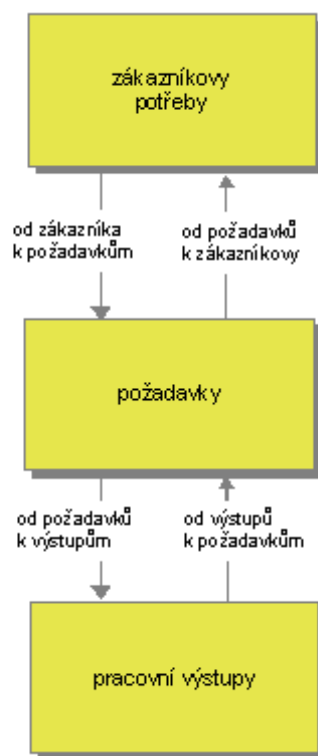 zákazníkovy
potřeby
od zákazníka
k požadavkům
od požadavků
k zákazníkovy
požadavky
od požadavků
k výstupům
od výstupů
k požadavkům
pracovní výstupy